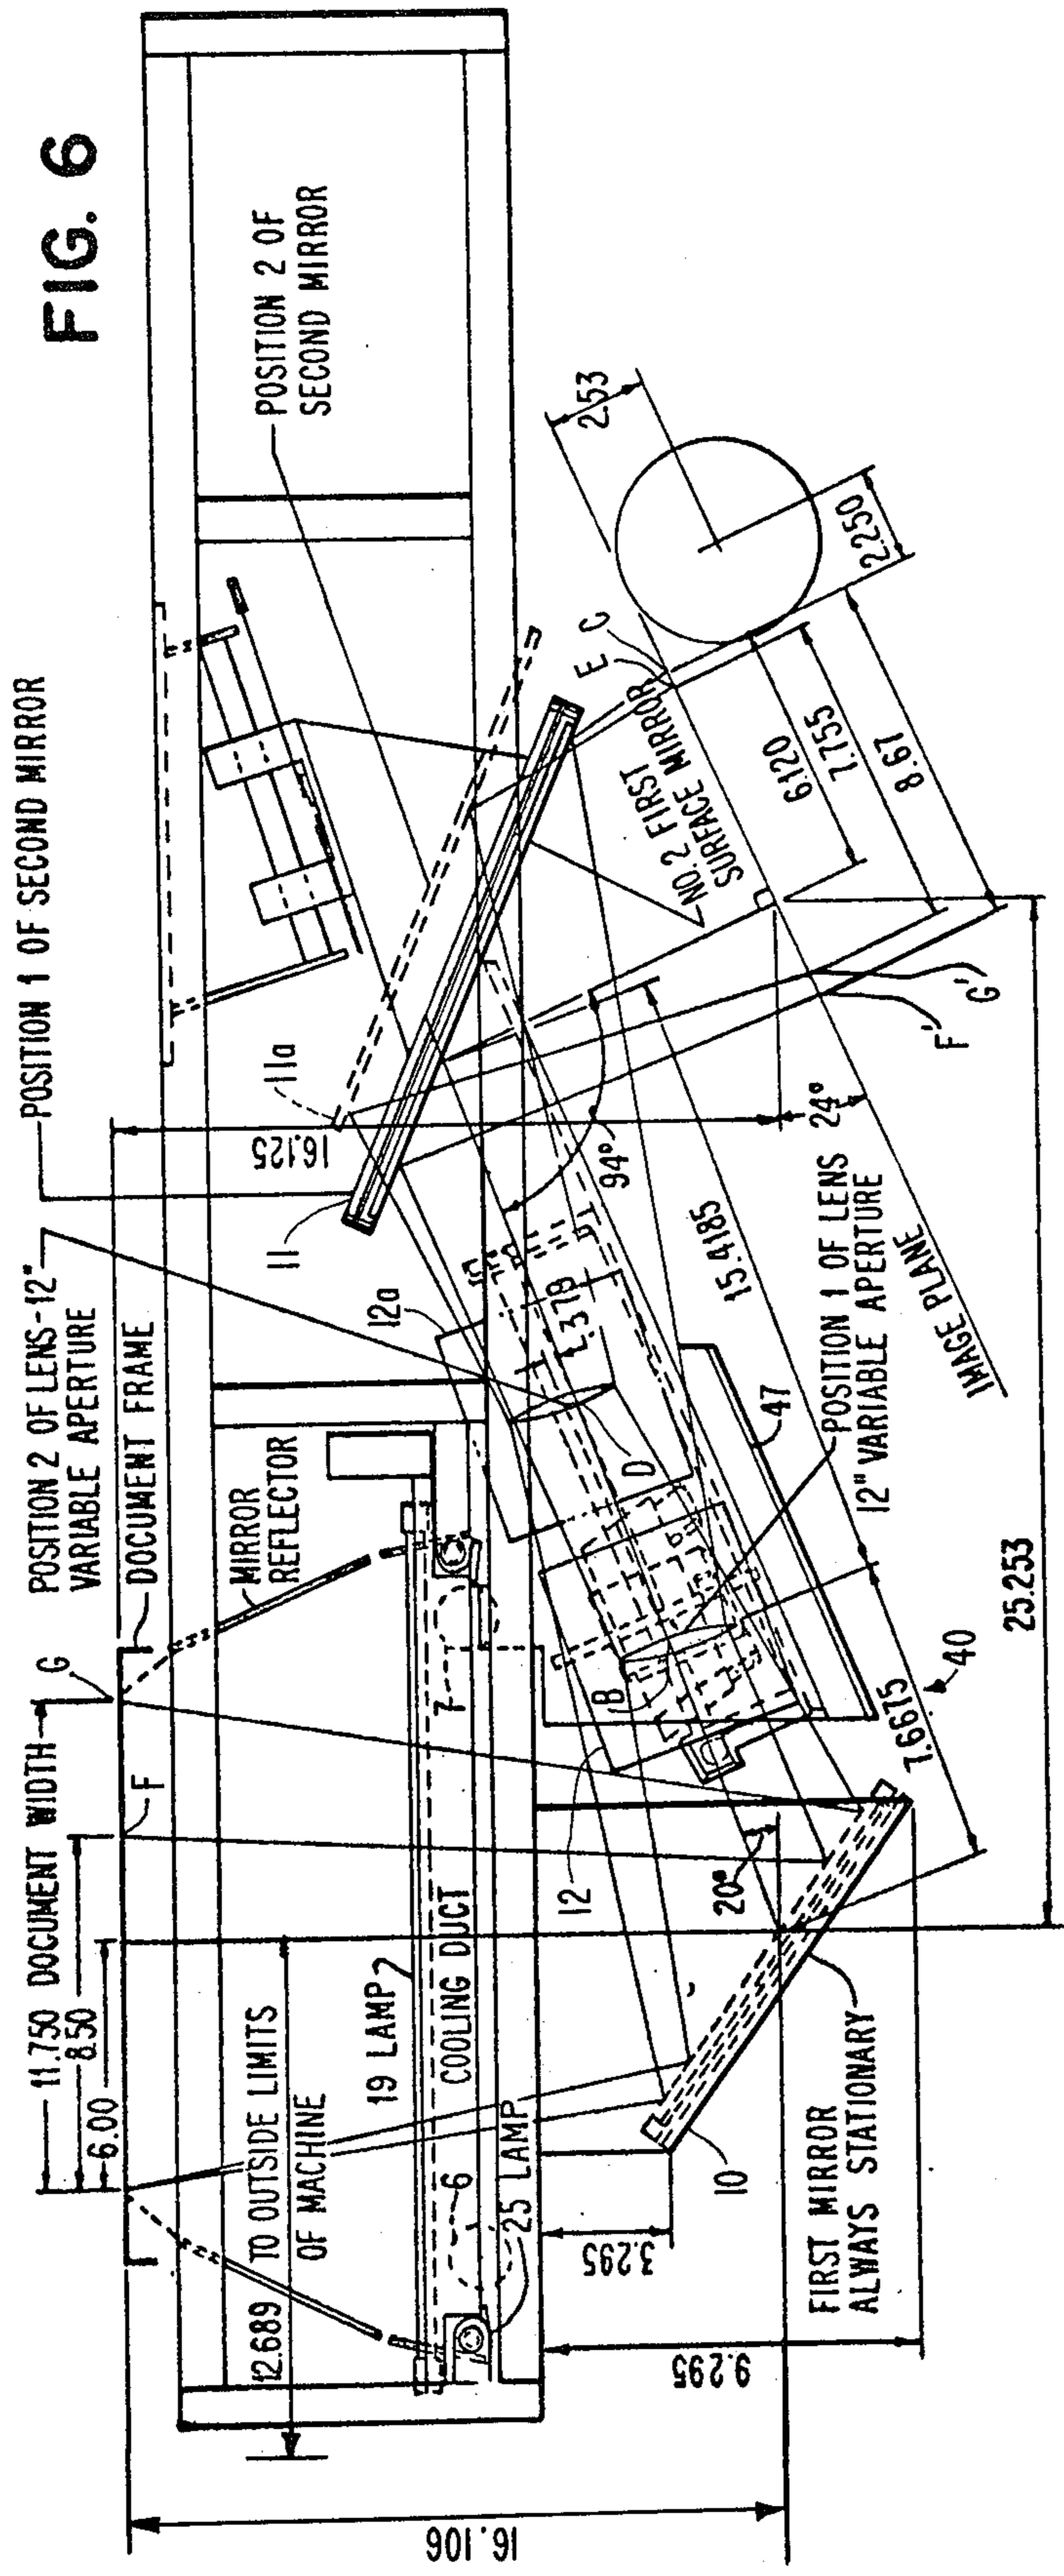 FIG. 6
POSITION 1 OF SECOND MIRROR
POSITION 2 OF LENS-12"
VARIABLE APERTURE
DOCUMENT FRAME
G
11.750 DOCUMENT WIDTH
8.50
6.00
F
MIRROR
REFLECTOR
POSITION 2 OF
SECOND MIRROR
12.689 TO OUTSIDE LIMITS
OF MACHINE
19 LAMP
COOLING DUCT
6
7
25 LAMP
16.106
16.125
11
11a
12a
12
3.295
9.295
10
FIRST MIRROR
ALWAYS STATIONARY
20°
B
D
1.379
94°
24°
15.4185
7.6675
40
47
POSITION 1 OF LENS
12" VARIABLE APERTURE
IMAGE PLANE
25.253
NO. 2 FIRST
SURFACE MIRROR
E
C
2.53
2.250
6.120
7.755
8.67
F'
G'